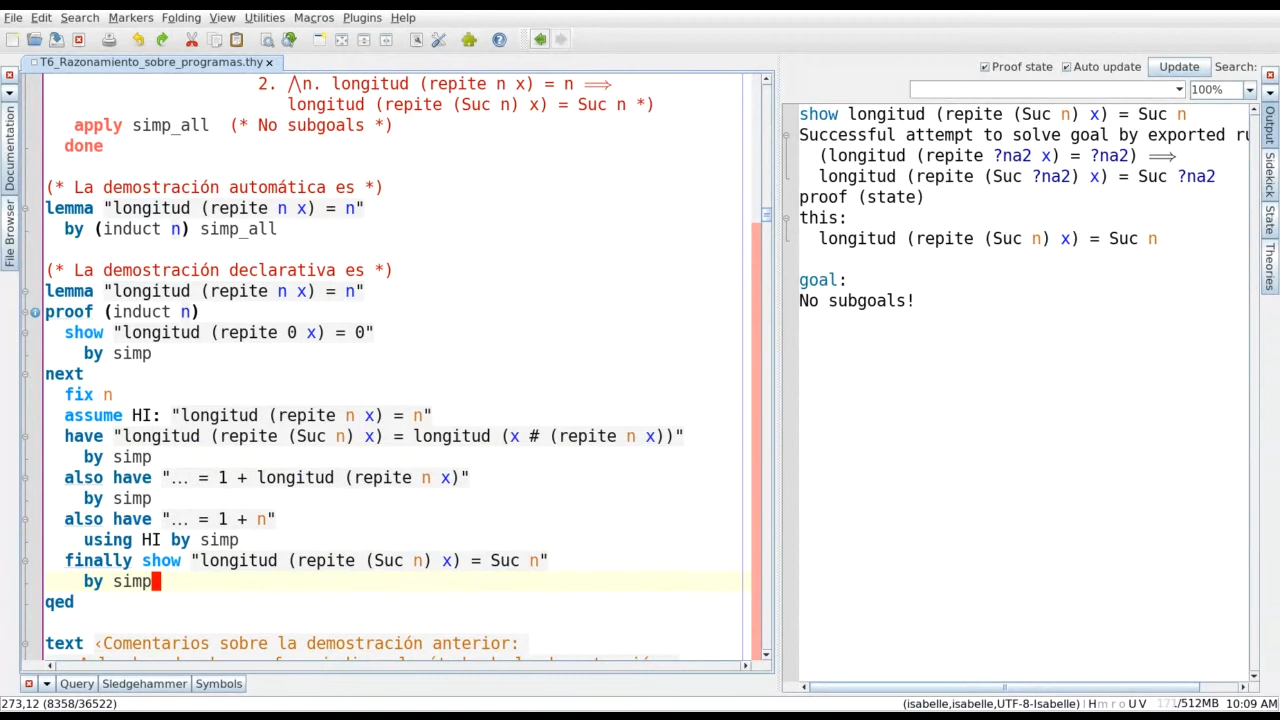 File Edit Search Markers Folding View Utilities Macros Plugins Help
T6_Razonamiento_sobre_programas.thy
2. ⋀n. longitud (repite n x) = n ⟹
longitud (repite (Suc n) x) = Suc n *)
apply simp_all (* No subgoals *)
done
(* La demostración automática es *)
lemma "longitud (repite n x) = n"
by (induct n) simp_all
(* La demostración declarativa es *)
lemma "longitud (repite n x) = n"
proof (induct n)
show "longitud (repite 0 x) = 0"
by simp
next
fix n
assume HI: "longitud (repite n x) = n"
have "longitud (repite (Suc n) x) = longitud (x # (repite n x))"
by simp
also have "... = 1 + longitud (repite n x)"
by simp
also have "... = 1 + n"
using HI by simp
finally show "longitud (repite (Suc n) x) = Suc n"
by simp
qed
text ‹Comentarios sobre la demostración anterior:
Documentation
File Browser
Proof state Auto update Update Search:
100%
show longitud (repite (Suc n) x) = Suc n
Successful attempt to solve goal by exported ru
(longitud (repite ?na2 x) = ?na2) ⟹
longitud (repite (Suc ?na2) x) = Suc ?na2
proof (state)
this:
longitud (repite (Suc n) x) = Suc n
goal:
No subgoals!
Output
Sidekick
State
Theories
Query Sledgehammer Symbols
273,12 (8358/36522)
(isabelle,isabelle,UTF-8-Isabelle) | H m r o U V
/512MB 10:09 AM